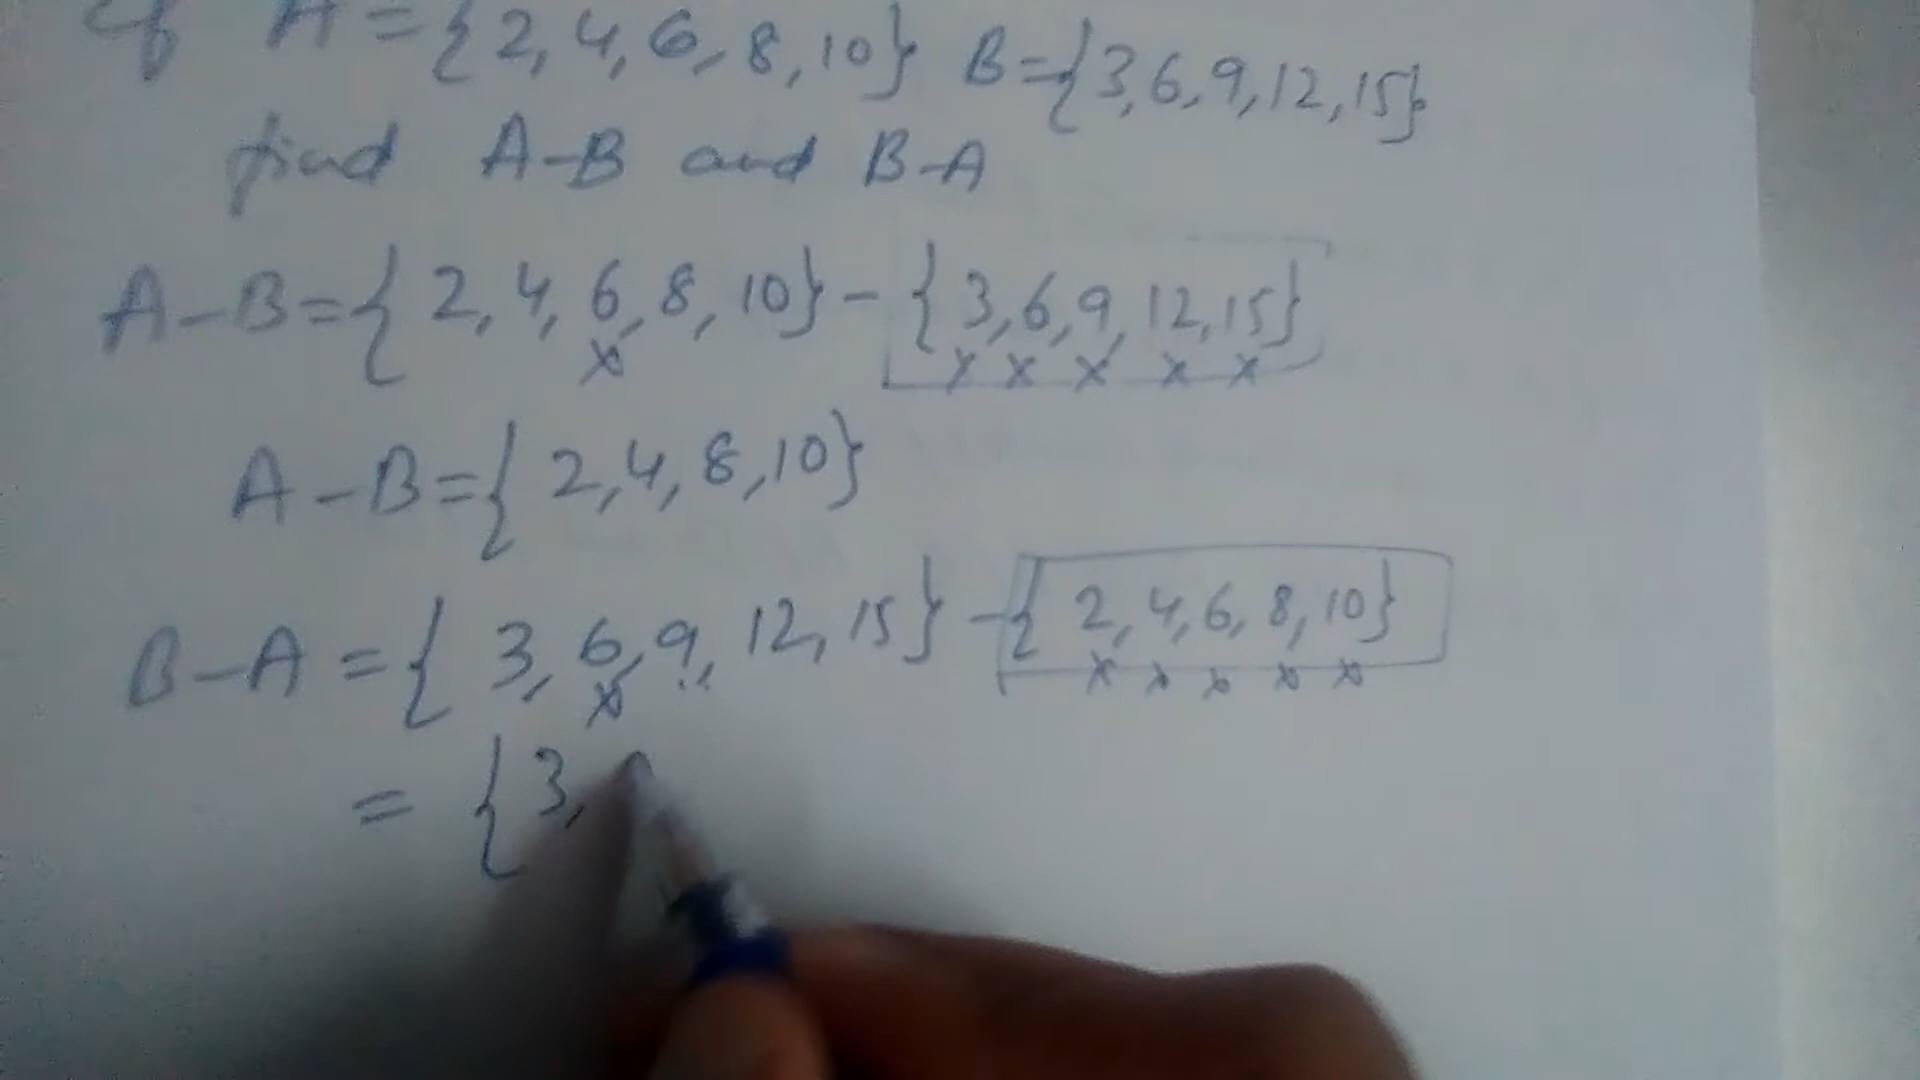 If A = {2, 4, 6, 8, 10} B = {3, 6, 9, 12, 15}
find A-B and B-A
A-B = {2, 4, 6, 8, 10} - {3, 6, 9, 12, 15}
x x x x x x
A-B = {2, 4, 8, 10}
B-A = {3, 6, 9, 12, 15} - {2, 4, 6, 8, 10}
x x x x x x
= {3,